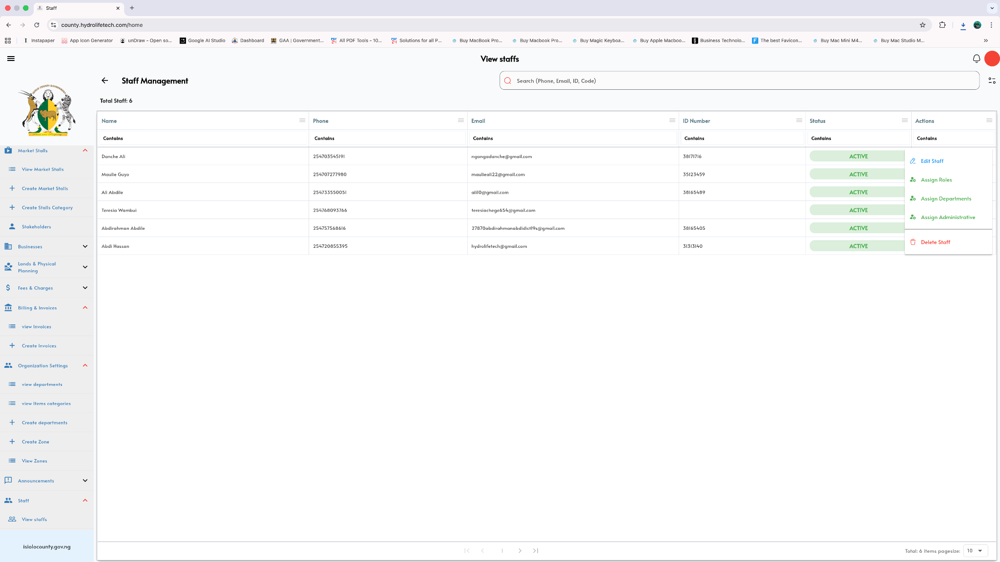 Staff
county.hydrolifetech.com/home
Instapaper
App Icon Generator
unDraw - Open so...
Google AI Studio
Dashboard
GAA | Government...
All PDF Tools - 10...
Solutions for all P...
Buy MacBook Pro...
Buy Macbook Pro...
Buy Magic Keyboa...
Buy Apple Macboo...
Business Technolo...
The best Favicon...
Buy Mac Mini M4...
Buy Mac Studio M...
View staffs
ISIOLO COUNTY GOVERNMENT
Staff Management
Search (Phone, Email, ID, Code)
Total Staff: 6
Name Phone Email ID Number Status Actions
Contains Contains Contains Contains Contains Contains
Danche Ali 254703545191 ngangadanche@gmail.com 38171716 ACTIVE
Maulie Guyo 254707277980 maulieali22@gmail.com 35123459 ACTIVE
Ali Abdile 254733550051 ali10@gmail.com 38165489 ACTIVE
Teresia Wambui 254768093766 teresiachege654@gmail.com ACTIVE
Abdirahman Abdile 254757568616 27870abdirahmanabdidict19s@gmail.com 38165405 ACTIVE
Abdi Hassan 254720855395 hydrolifetech@gmail.com 31313140 ACTIVE
Edit Staff
Assign Roles
Assign Departments
Assign Administrative
Delete Staff
Market Stalls
View Market Stalls
Create Market Stalls
Create Stalls Category
Stakeholders
Businesses
Lands & Physical
Planning
Fees & Charges
Billing & Invoices
view Invoices
Create Invoices
Organization Settings
view departments
view Items categories
Create departments
Create Zone
View Zones
Announcements
Staff
View staffs
isiolocounty.gov.ng
1
Total: 6 items pagesize: 10